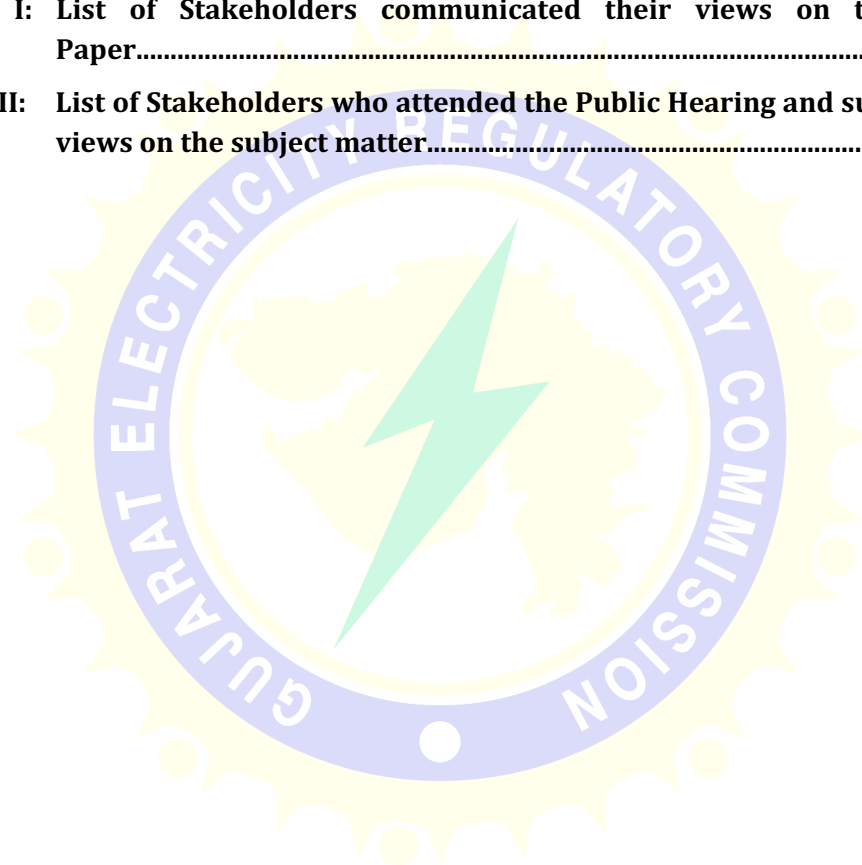 I: List of Stakeholders communicated their views on t
Paper.......................................................................................................
II: List of Stakeholders who attended the Public Hearing and su
views on the subject matter................................................................
GUJARAT ELECTRICITY REGULATORY COMMISSION